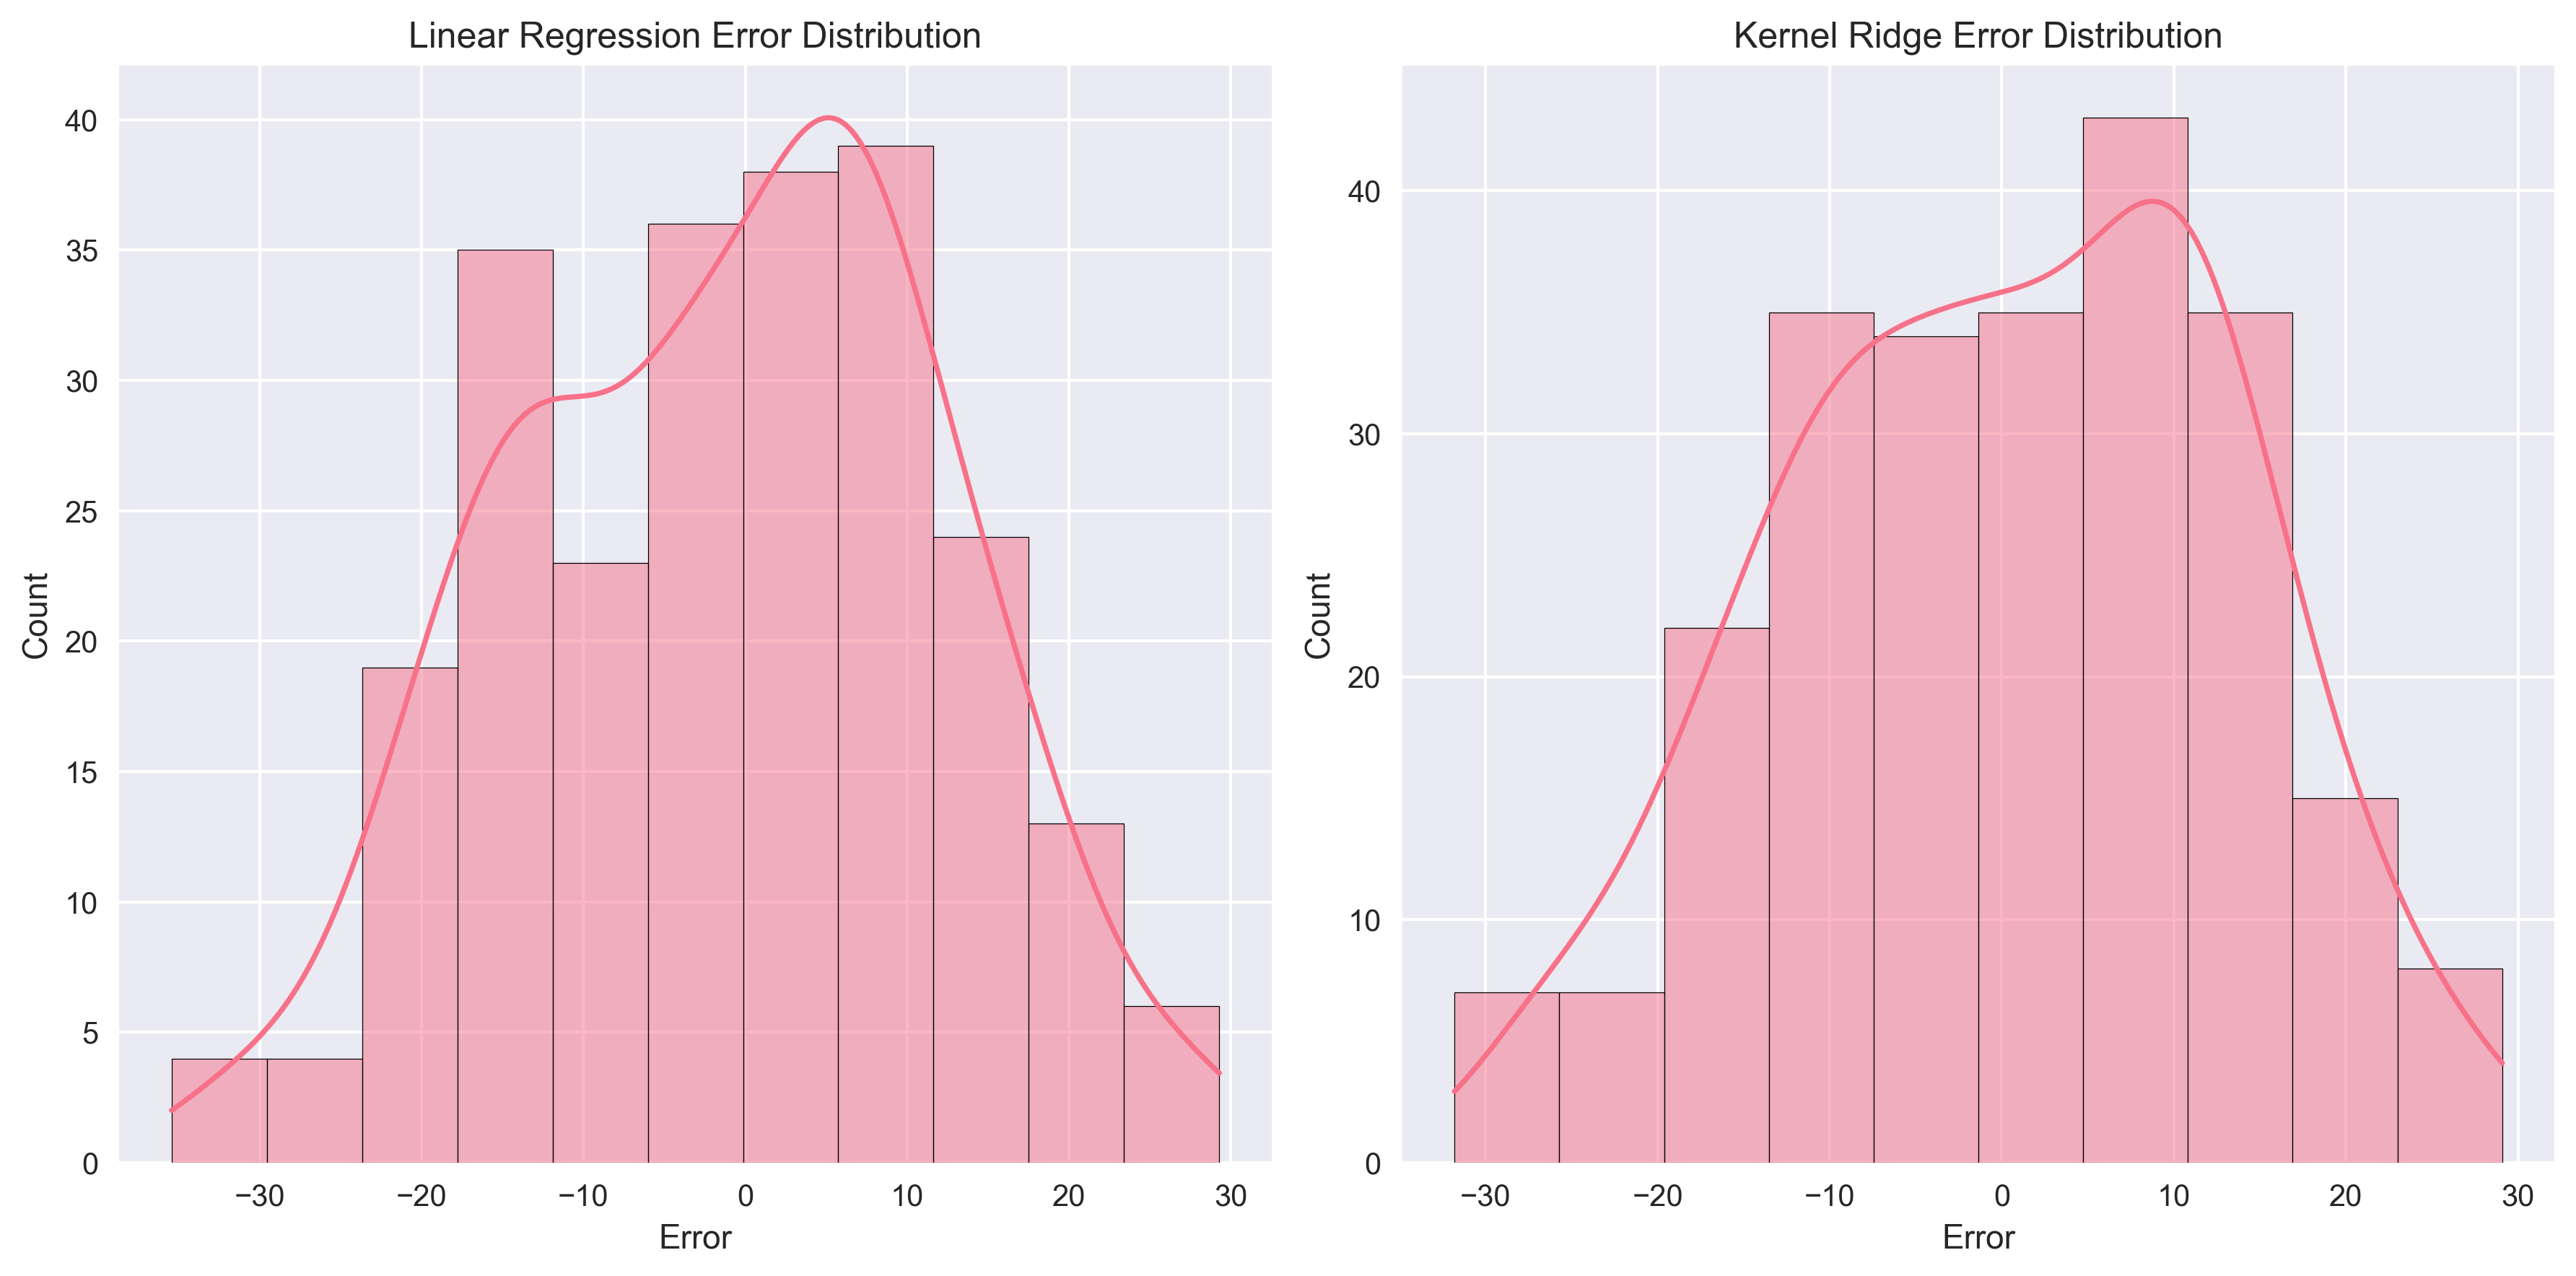 Linear Regression Error Distribution
Count
40
35
30
25
20
15
10
5
0
−30 −20 −10 0 10 20 30
Error
Kernel Ridge Error Distribution
Count
40
30
20
10
0
−30 −20 −10 0 10 20 30
Error